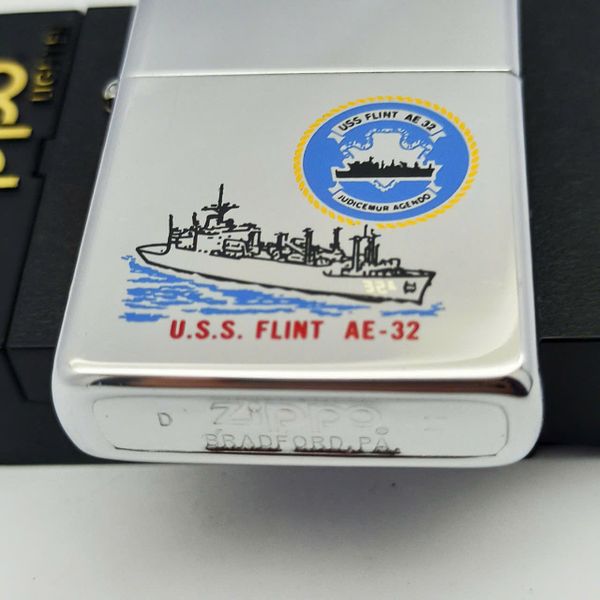 USS FLINT AE 32
JUDICEMUR AGENDO
U.S.S. FLINT AE-32
D ZIPPO
BRADFORD, PA.